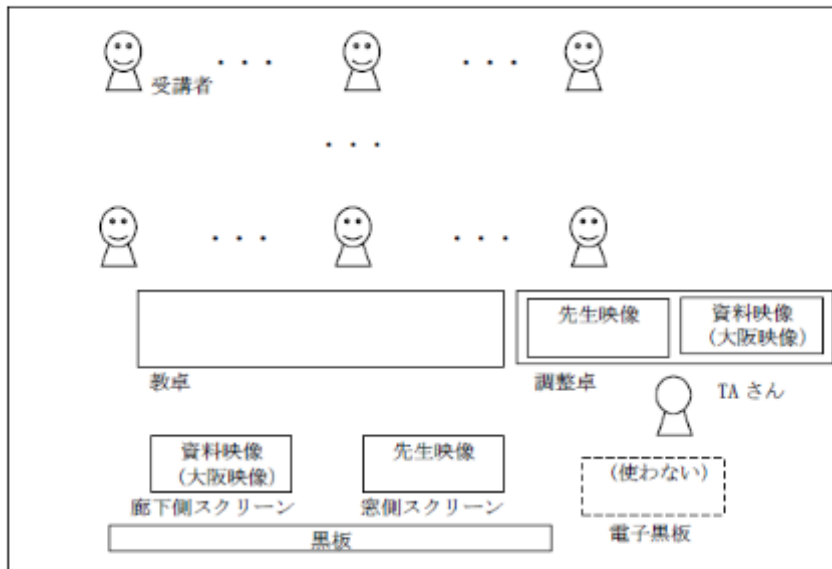 受講者
先生映像
資料映像
(大阪映像)
教卓
調整卓
TA さん
資料映像
(大阪映像)
先生映像
(使わない)
廊下側スクリーン
窓側スクリーン
電子黒板
黒板